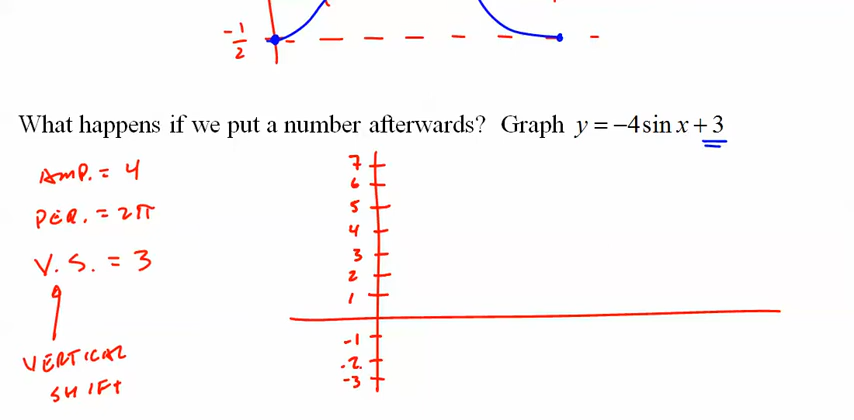 -1/2
What happens if we put a number afterwards? Graph y = −4 sin x + 3
AMP. = 4
PER. = 2π
V. S. = 3
VERTICAL
SHIFT
7
6
5
4
3
2
1
-1
-2
-3